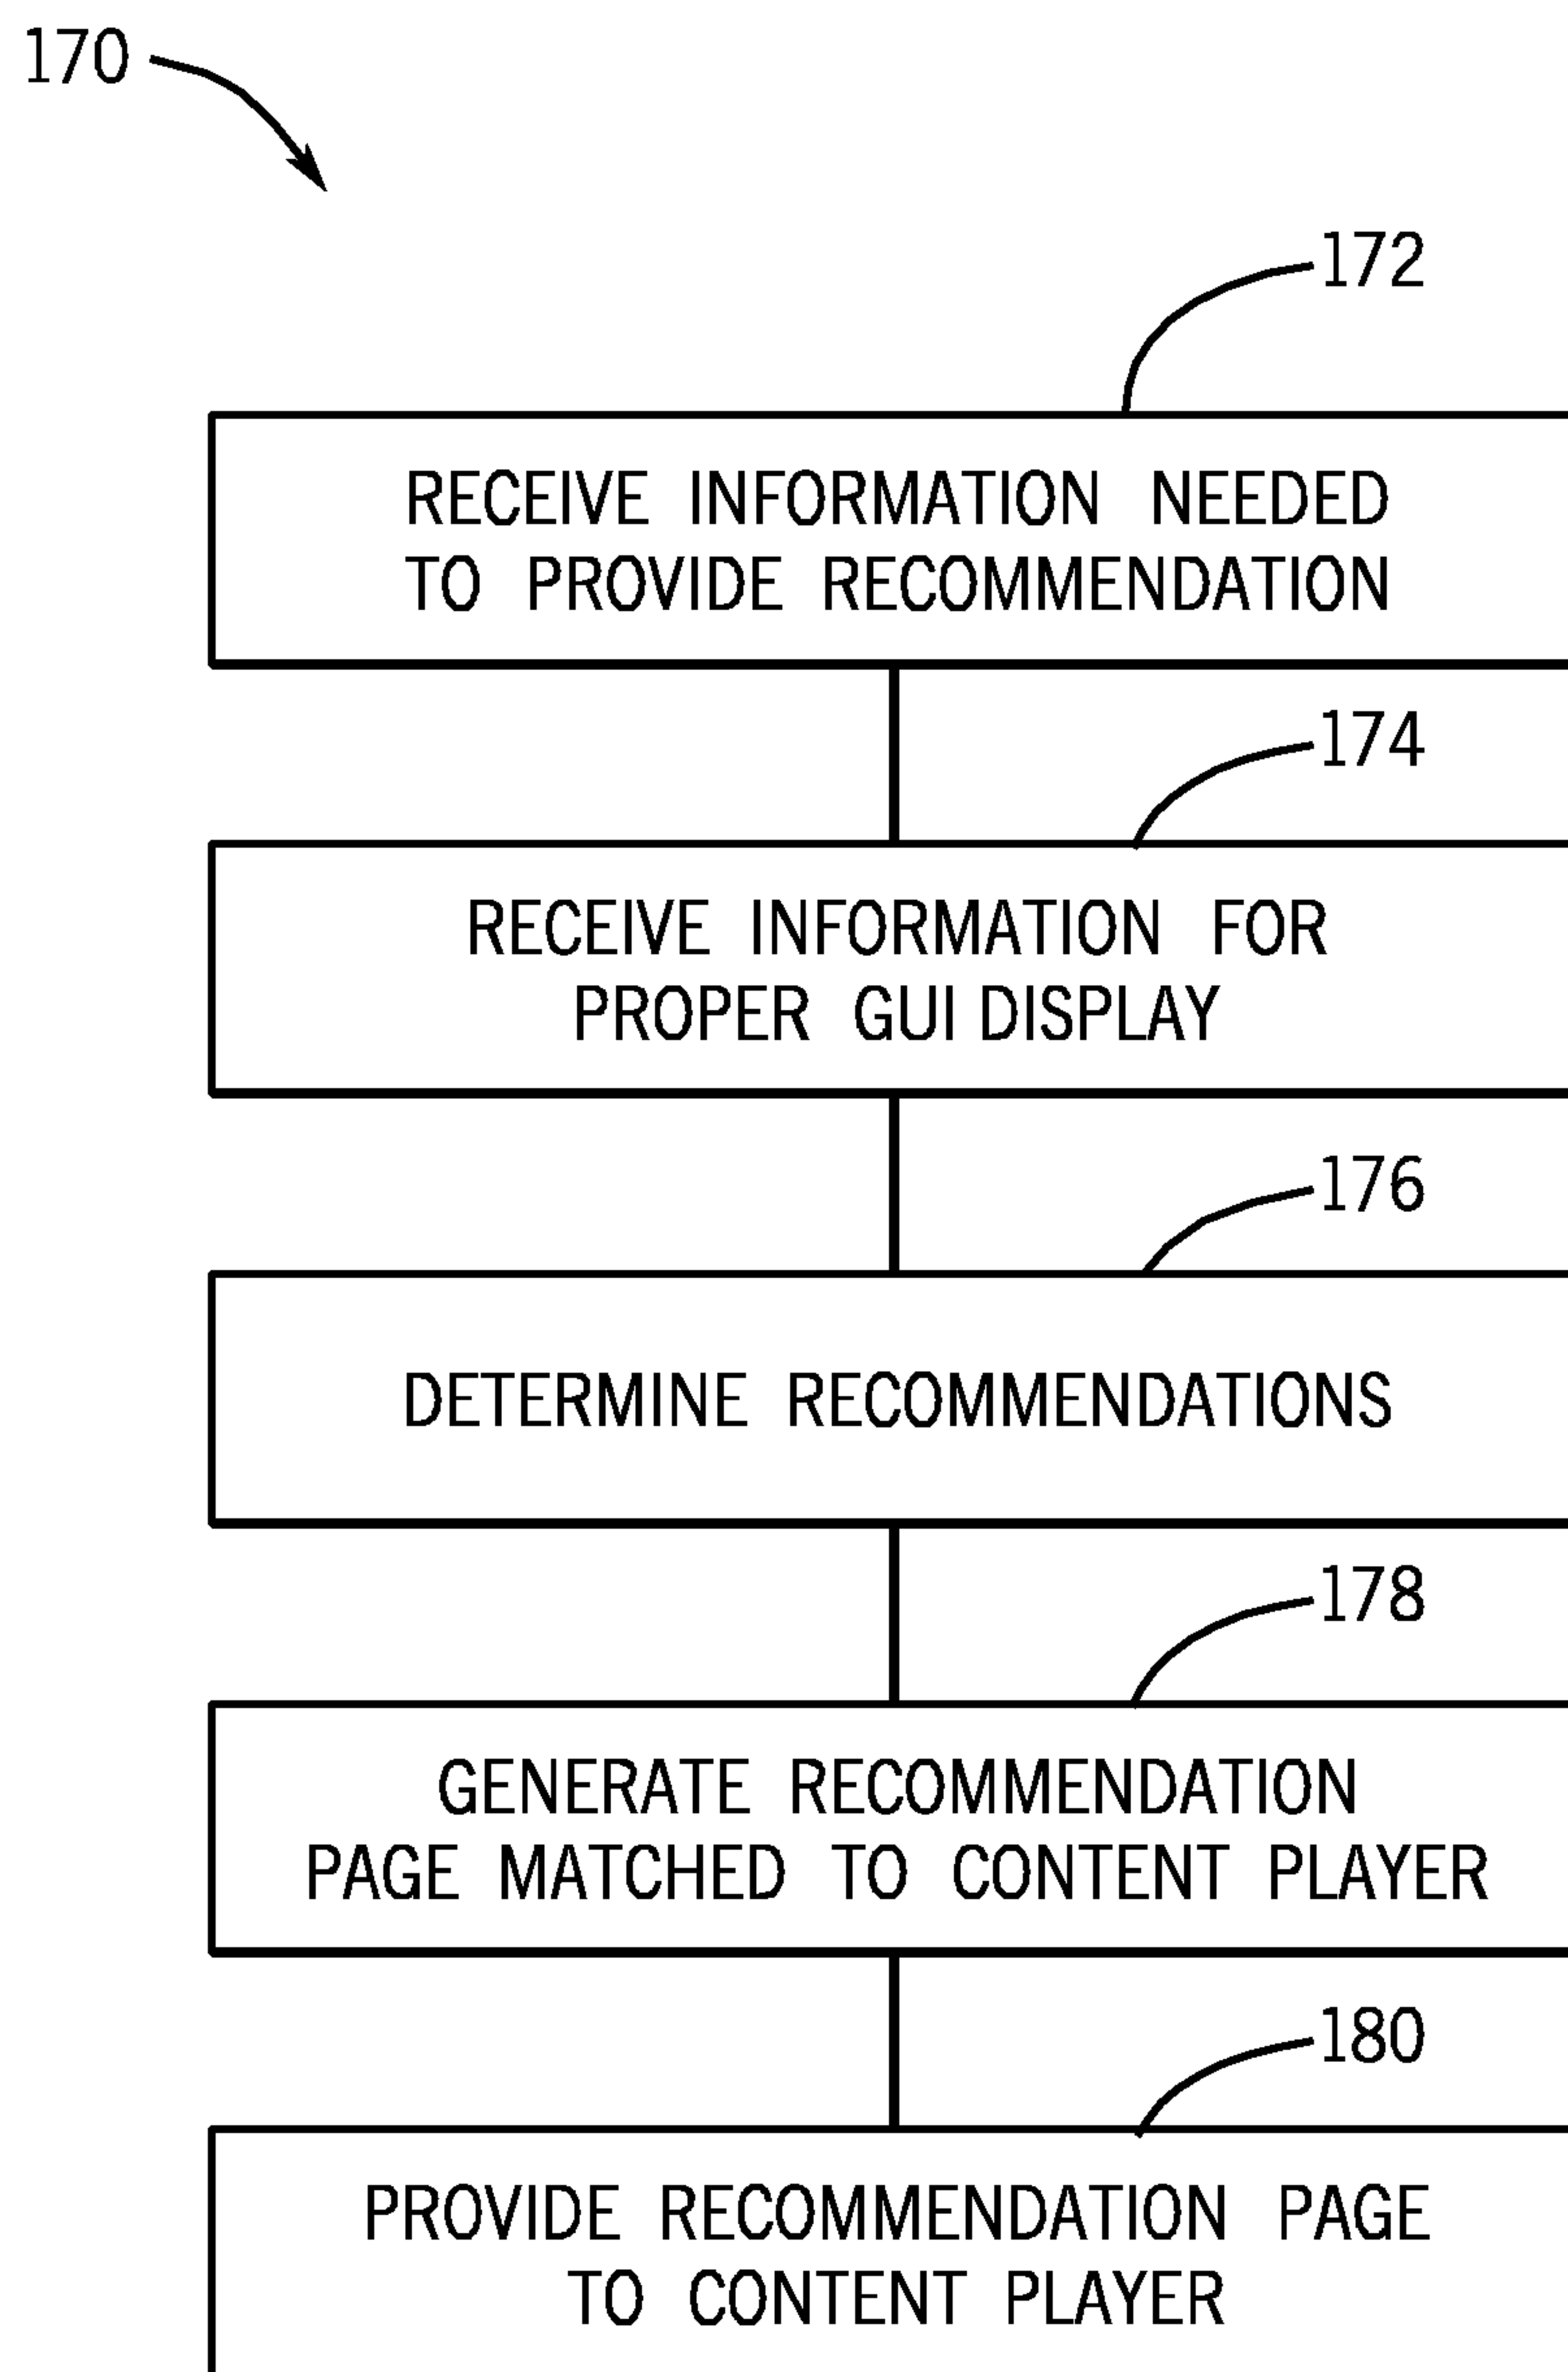 170
172
RECEIVE INFORMATION NEEDED
TO PROVIDE RECOMMENDATION
174
RECEIVE INFORMATION FOR
PROPER GUI DISPLAY
176
DETERMINE RECOMMENDATIONS
178
GENERATE RECOMMENDATION
PAGE MATCHED TO CONTENT PLAYER
180
PROVIDE RECOMMENDATION PAGE
TO CONTENT PLAYER